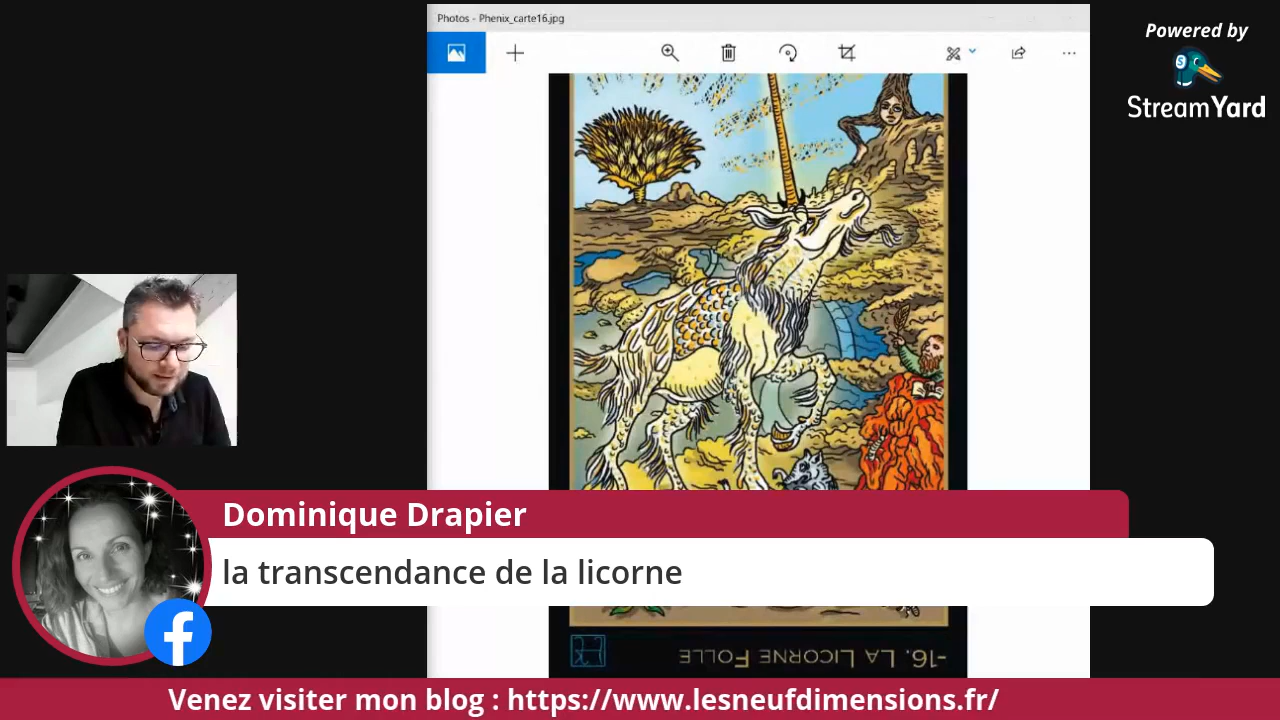 Photos - Phenix_carte16.jpg
Powered by
StreamYard
Dominique Drapier
la transcendance de la licorne
-16. LA LICORNE FOLLE
Venez visiter mon blog : https://www.lesneufdimensions.fr/